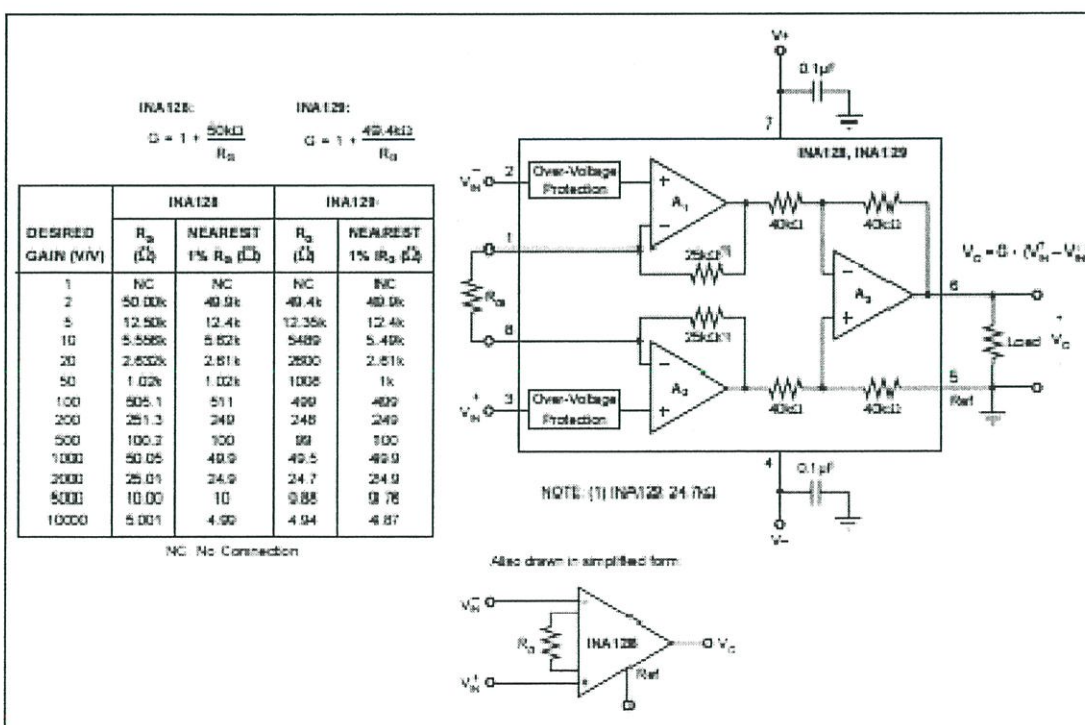 INA128:
INA129:
G = 1 + 50kΩ / RG
G = 1 + 49.4kΩ / RG
INA128 INA129
DESIRED GAIN (V/V) RG (Ω) NEAREST 1% RG (Ω) RG (Ω) NEAREST 1% RG (Ω)
1 NC NC NC NC
2 50.00k 49.9k 49.4k 49.9k
5 12.50k 12.4k 12.35k 12.4k
10 5.556k 5.62k 5489 5.49k
20 2.632k 2.61k 2600 2.61k
50 1.02k 1.02k 1008 1k
100 505.1 511 499 499
200 251.3 249 248 249
500 100.2 100 99 100
1000 50.05 49.9 49.5 49.9
2000 25.01 24.9 24.7 24.9
5000 10.00 10 9.88 9.76
10000 5.001 4.99 4.94 4.87
NC: No Connection
V+
0.1µF
7
INA128, INA129
V-IN 2
Over-Voltage Protection
A1
40kΩ
40kΩ
1
25kΩ(1)
RG
A3
VO = G • (V+IN − V-IN)
6
8
25kΩ(1)
Load
+
VO
A2
5
Ref
V+IN 3
Over-Voltage Protection
40kΩ
40kΩ
4
0.1µF
V−
NOTE: (1) INA129: 24.7kΩ
Also drawn in simplified form:
V-IN
RG
INA128
VO
Ref
V+IN